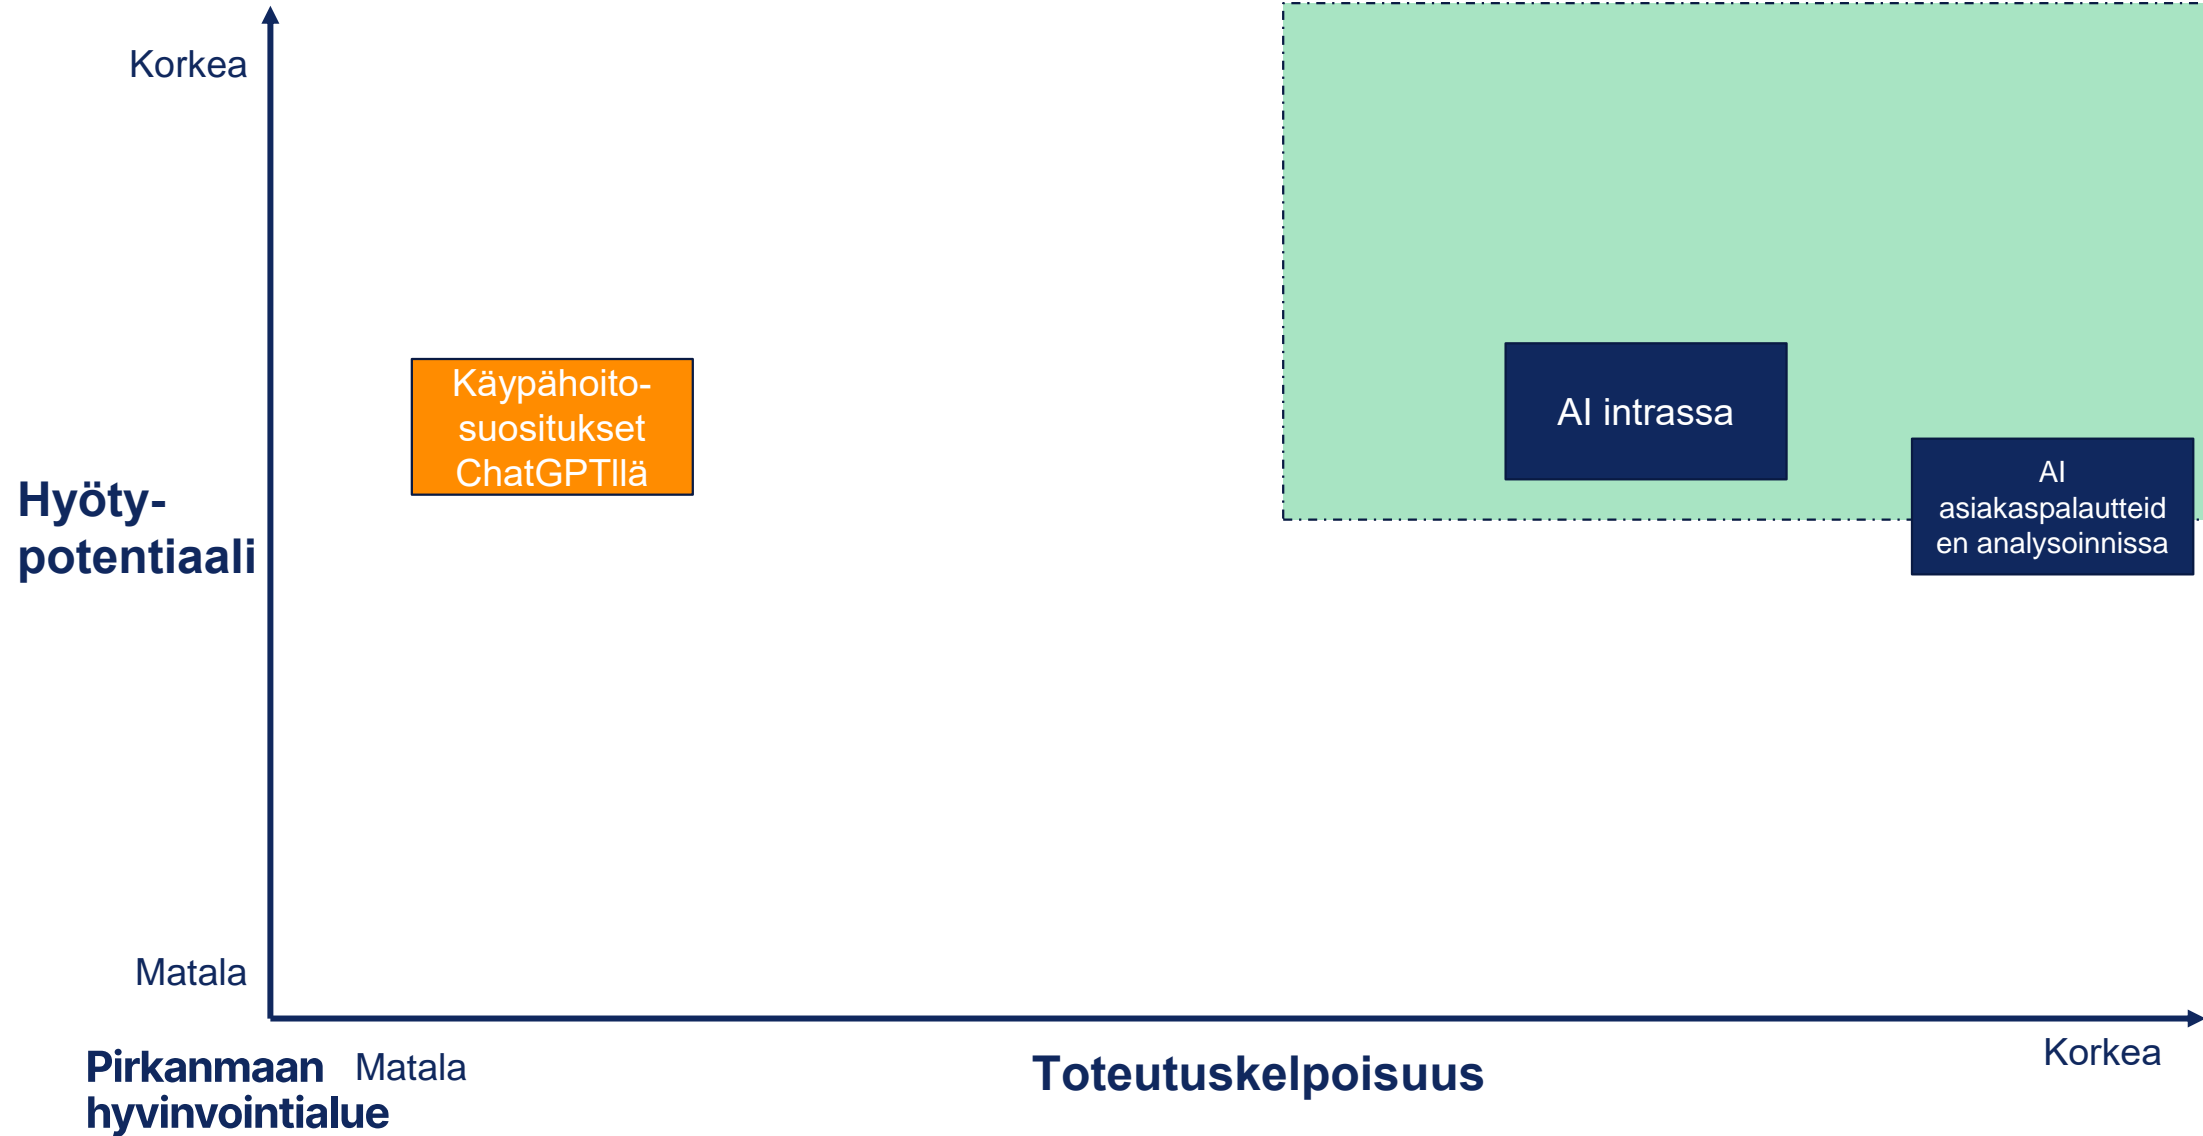 Korkea
Käypähoito-
suositukset
ChatGPTllä
AI intrassa
AI
asiakaspalautteid
en analysoinnissa
Hyöty-
potentiaali
Matala
Matala
Toteutuskelpoisuus
Korkea
Pirkanmaan
hyvinvointialue